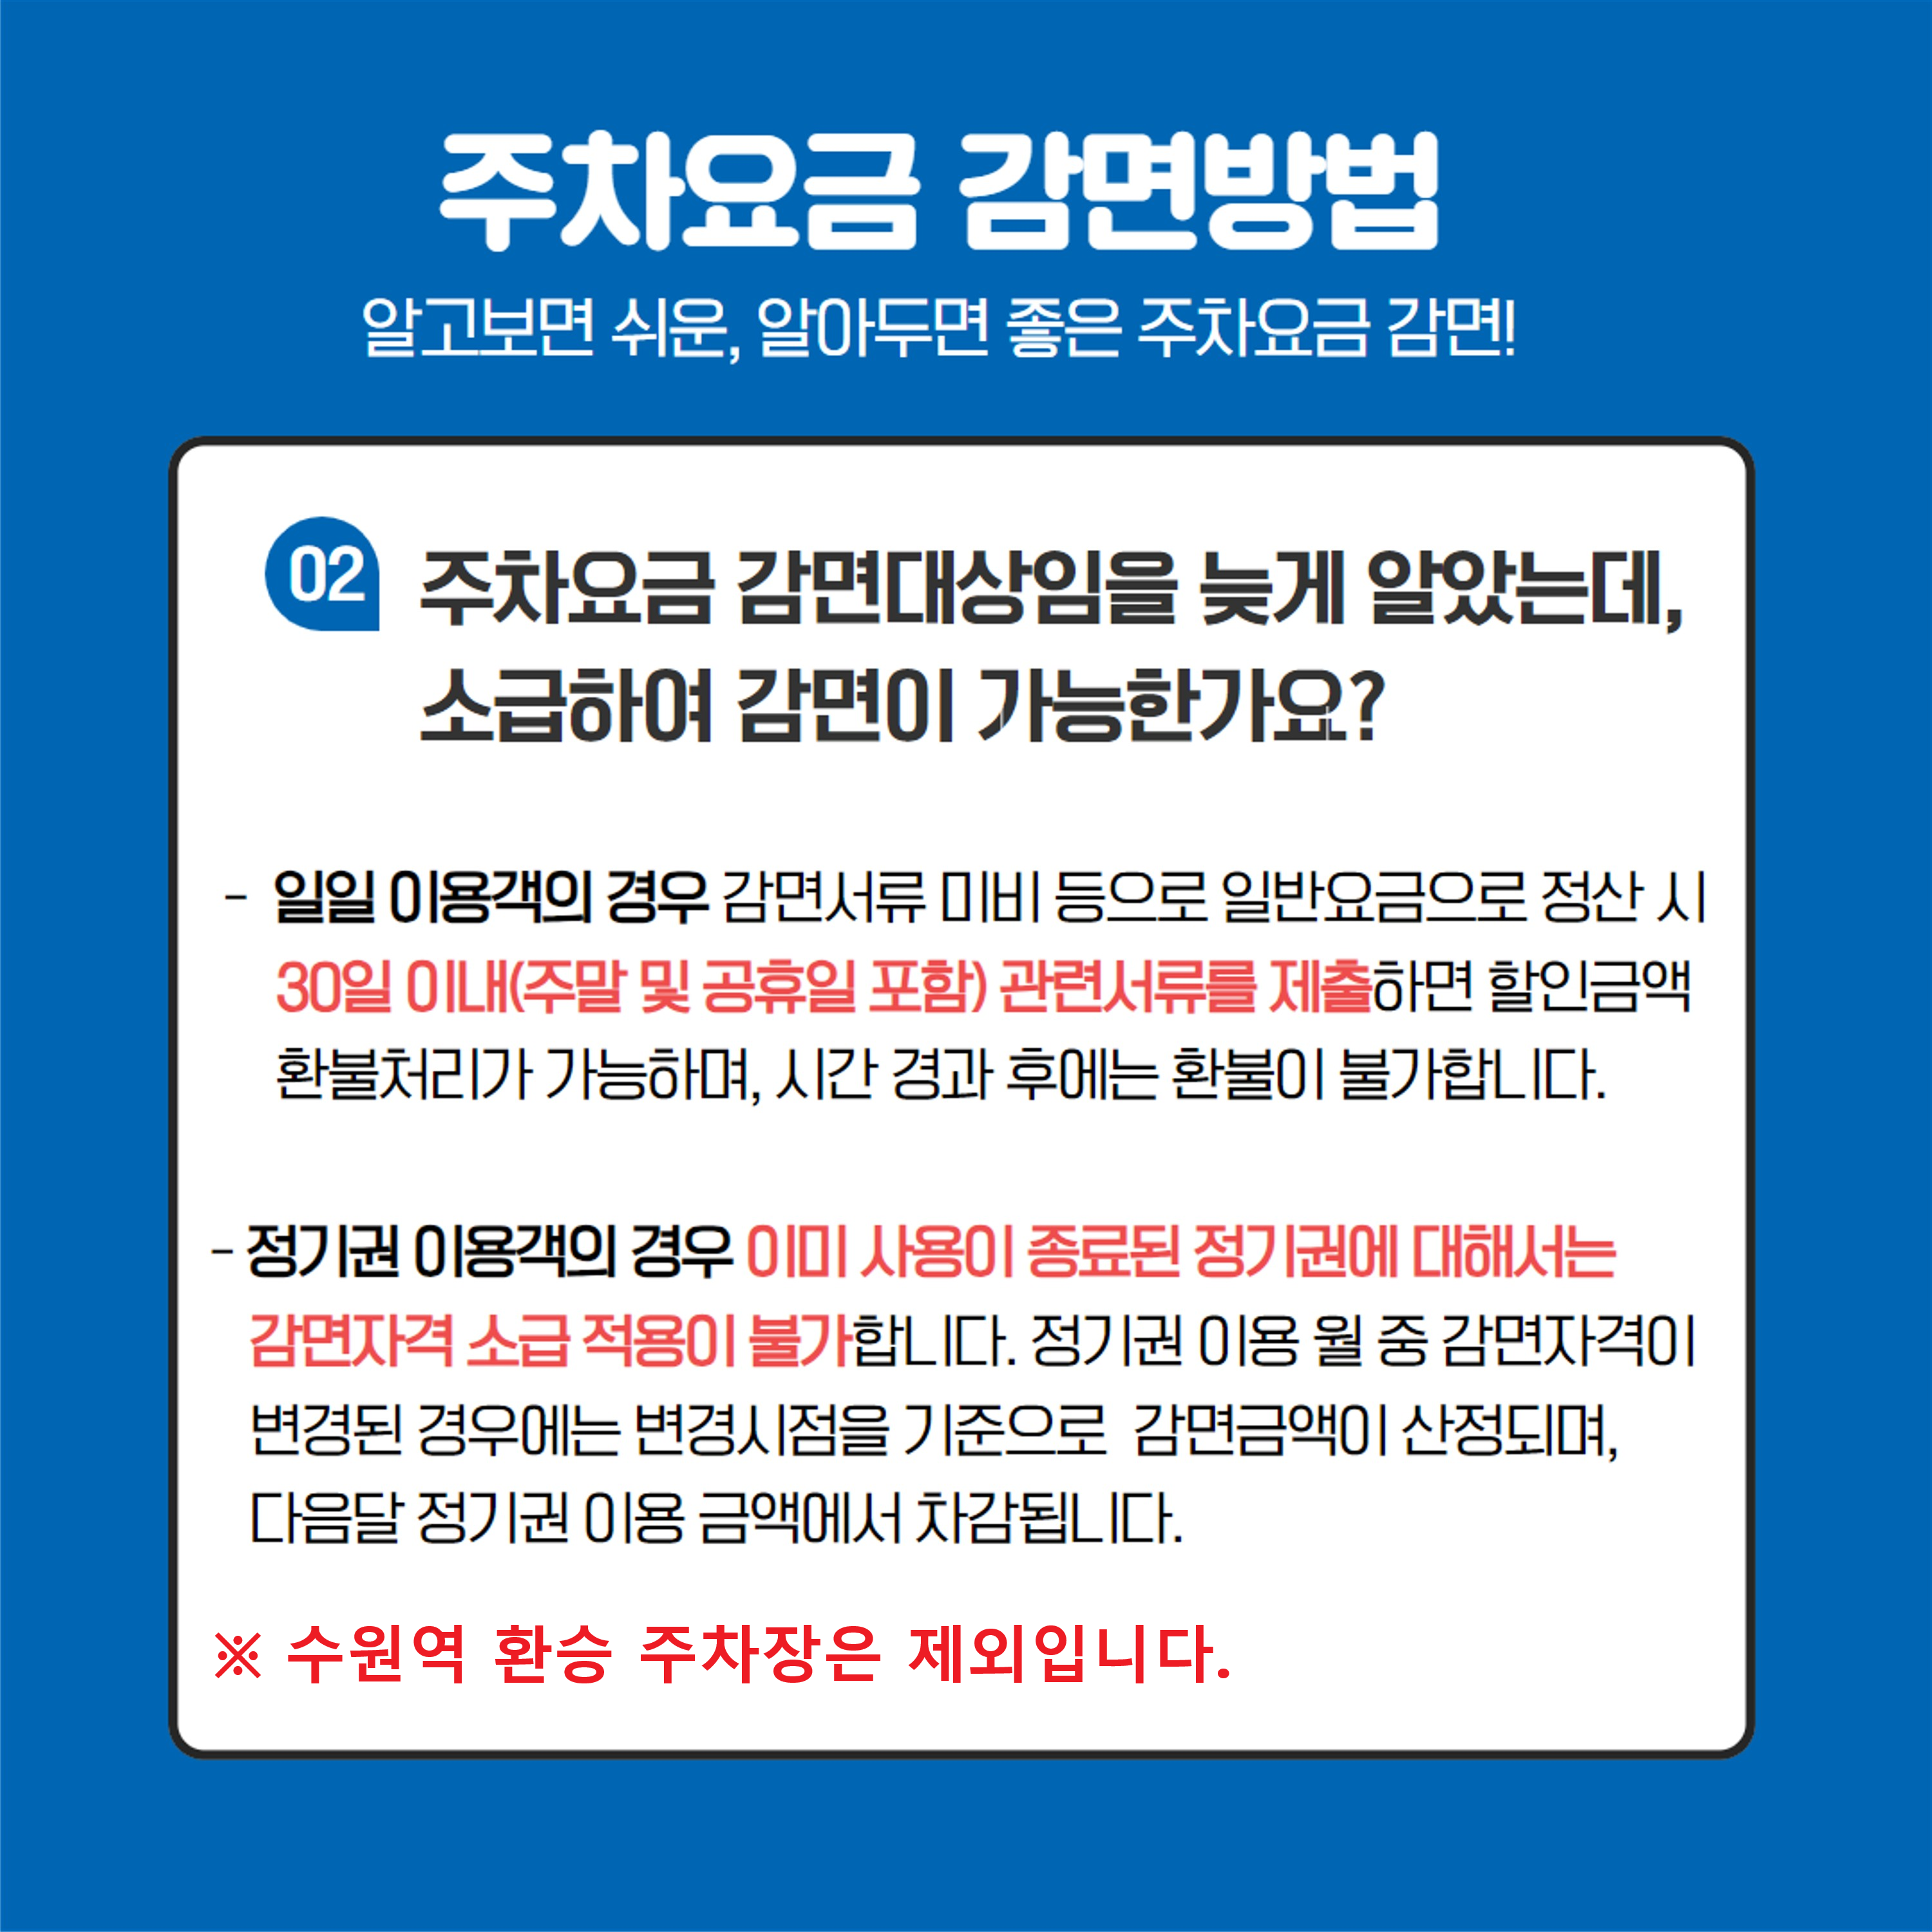 주차요금 감면방법
알고보면 쉬운, 알아두면 좋은 주차요금 감면!
02 주차요금 감면대상임을 늦게 알았는데,
소급하여 감면이 가능한가요?
- 일일 이용객의 경우 감면서류 미비 등으로 일반요금으로 정산 시
30일 이내(주말 및 공휴일 포함) 관련서류를 제출하면 할인금액
환불처리가 가능하며, 시간 경과 후에는 환불이 불가합니다.
- 정기권 이용객의 경우 이미 사용이 종료된 정기권에 대해서는
감면자격 소급 적용이 불가합니다. 정기권 이용 월 중 감면자격이
변경된 경우에는 변경시점을 기준으로 감면금액이 산정되며,
다음달 정기권 이용 금액에서 차감됩니다.
※ 수원역 환승 주차장은 제외입니다.